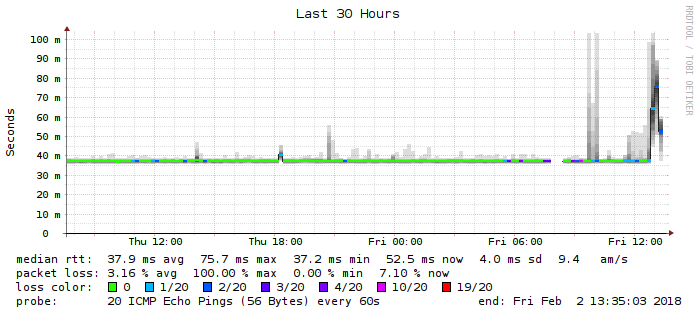 Last 30 Hours
RRDTOOL / TOBI OETIKER
Seconds
100 m
90 m
80 m
70 m
60 m
50 m
40 m
30 m
20 m
10 m
0
Thu 12:00 Thu 18:00 Fri 00:00 Fri 06:00 Fri 12:00
median rtt: 37.9 ms avg 75.7 ms max 37.2 ms min 52.5 ms now 4.0 ms sd 9.4 am/s
packet loss: 3.16 % avg 100.00 % max 0.00 % min 7.10 % now
loss color: 0 1/20 2/20 3/20 4/20 10/20 19/20
probe: 20 ICMP Echo Pings (56 Bytes) every 60s end: Fri Feb 2 13:35:03 2018